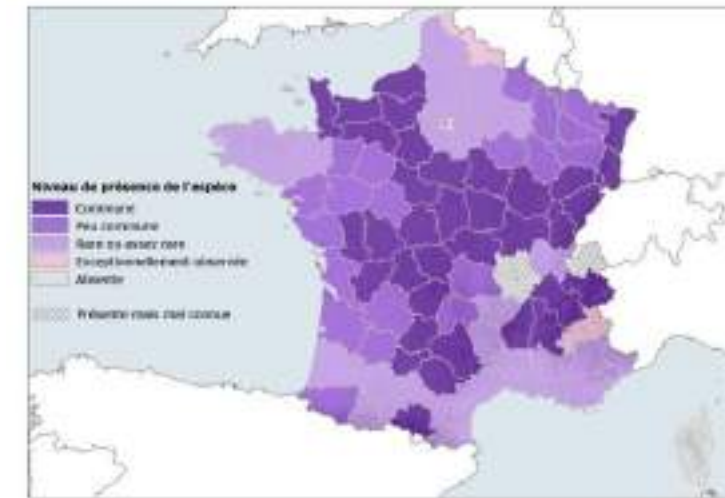 Niveau de présence de l'espèce
Commune
Peu commune
Rare ou assez rare
Exceptionnellement observée
Absente
Présente mais mal connue